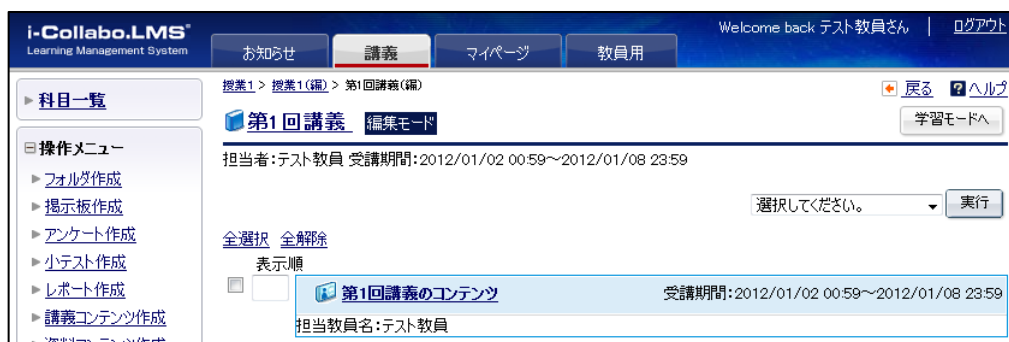 i-Collabo.LMS
Learning Management System
Welcome back テスト教員さん | ログアウト
お知らせ 講義 マイページ 教員用
科目一覧
操作メニュー
フォルダ作成
掲示板作成
アンケート作成
小テスト作成
レポート作成
講義コンテンツ作成
授業1 > 授業1(編) > 第1回講義(編)
戻る ヘルプ
第1回講義 編集モード
学習モードへ
担当者:テスト教員 受講期間:2012/01/02 00:59～2012/01/08 23:59
選択してください。 実行
全選択 全解除
表示順
第1回講義のコンテンツ 受講期間:2012/01/02 00:59～2012/01/08 23:59
担当教員名:テスト教員